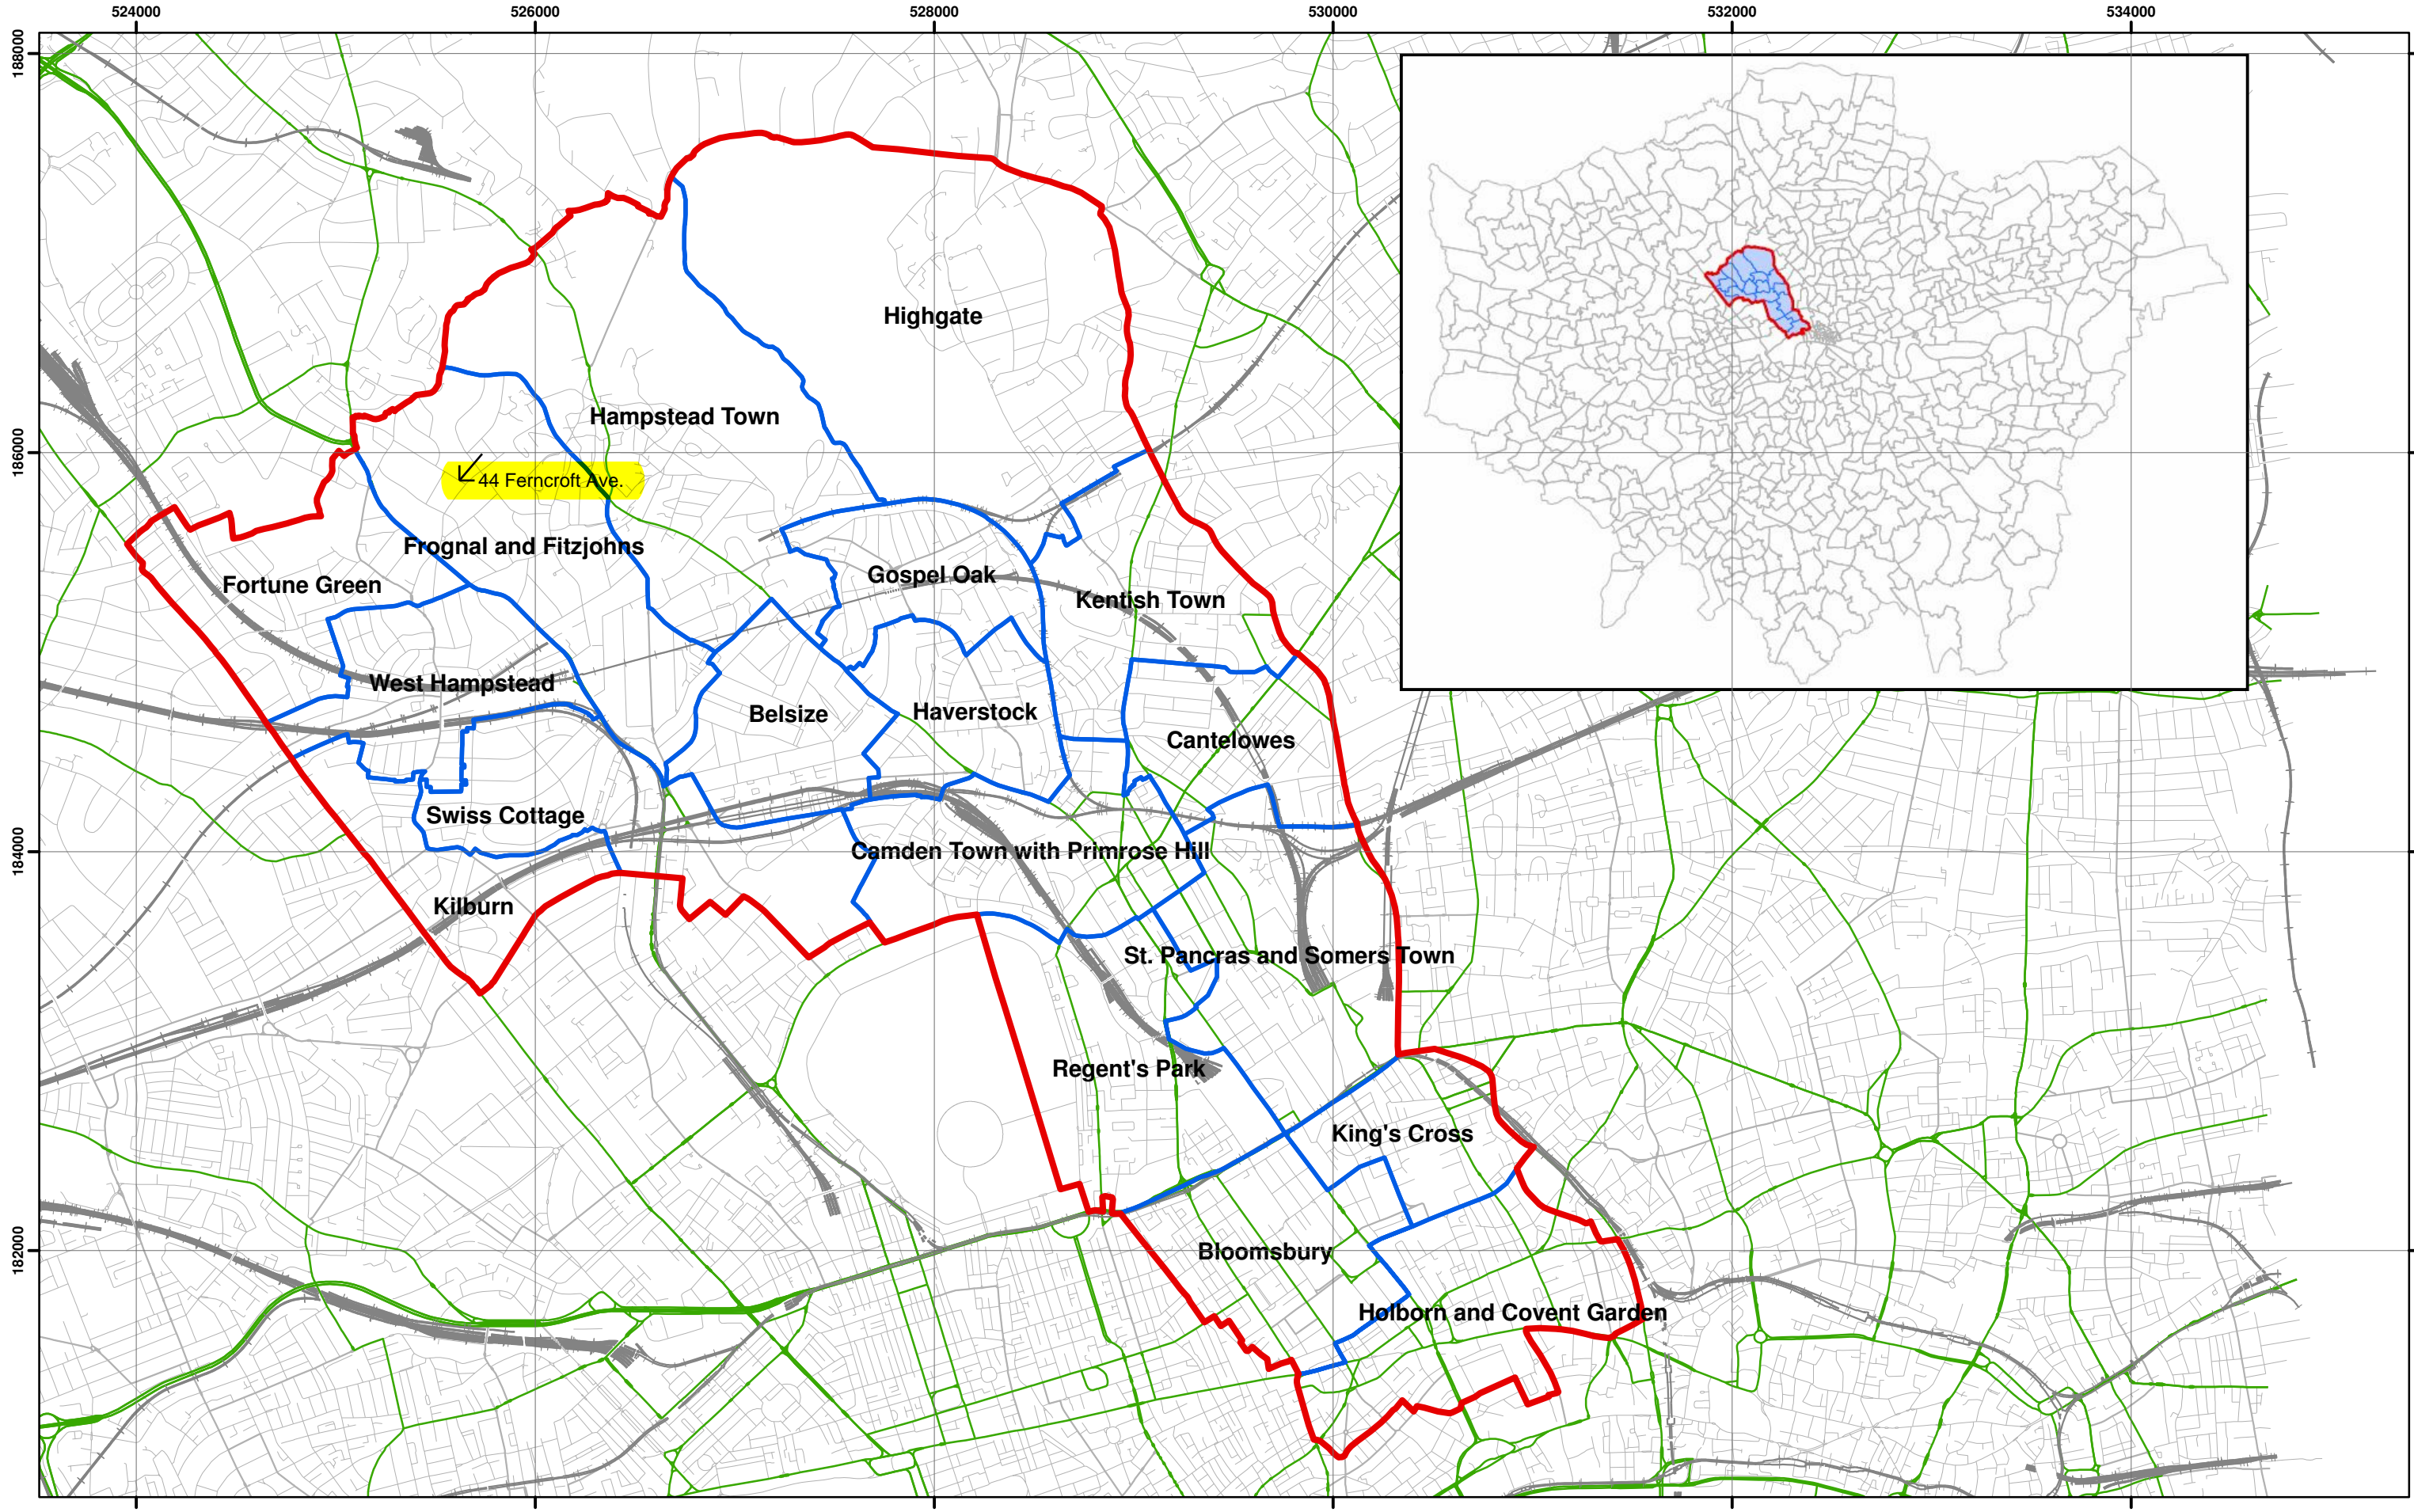 524000
526000
528000
530000
532000
534000
188000
186000
184000
182000
Highgate
Hampstead Town
44 Ferncroft Ave.
Frognal and Fitzjohns
Fortune Green
Gospel Oak
Kentish Town
West Hampstead
Belsize
Haverstock
Cantelowes
Swiss Cottage
Camden Town with Primrose Hill
Kilburn
St. Pancras and Somers Town
Regent's Park
King's Cross
Bloomsbury
Holborn and Covent Garden